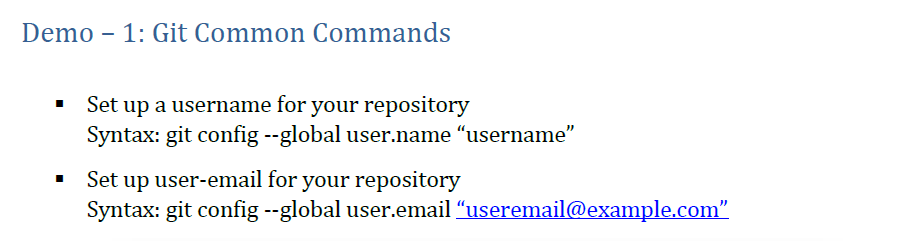 Demo – 1: Git Common Commands
▪ Set up a username for your repository
Syntax: git config --global user.name “username”
▪ Set up user-email for your repository
Syntax: git config --global user.email “useremail@example.com”